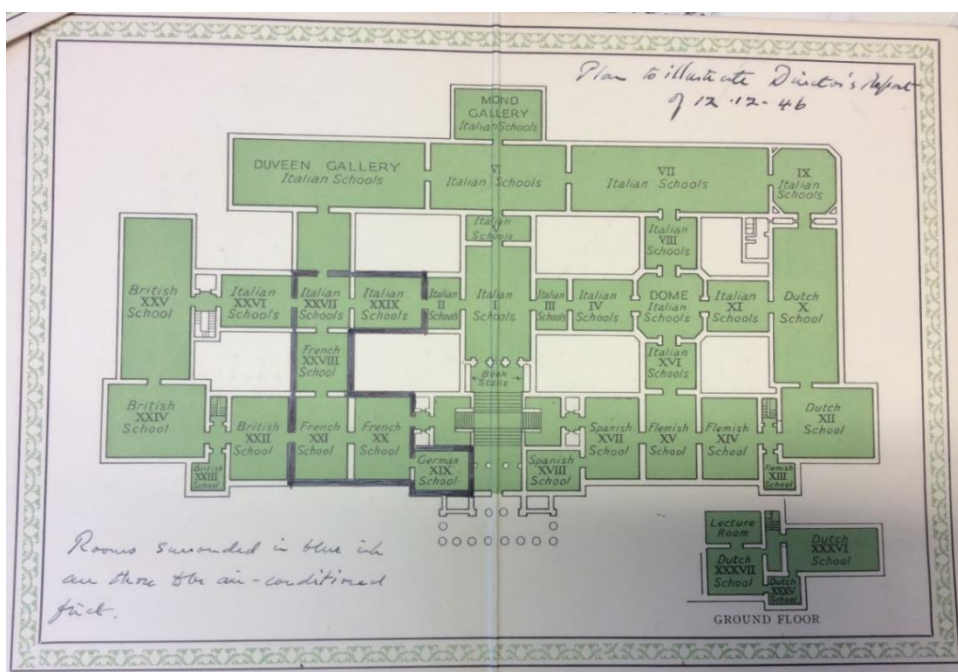 Plan to illustrate Director's Report
of 12.12.46
MOND
GALLERY
Italian Schools
DUVEEN GALLERY
Italian Schools
VI
Italian Schools
VII
Italian Schools
IX
Italian
Schools
Italian
V
Schools
Italian
VIII
Schools
British
XXV
School
Italian
XXVI
Schools
Italian
XXVII
Schools
Italian
XXIX
Schools
Italian
II
Schools
Italian
I
Schools
Italian
III
Schools
Italian
IV
Schools
DOME
Italian
Schools
Italian
XI
Schools
Dutch
X
School
French
XXVIII
School
Book
Stalls
Italian
XVI
Schools
British
XXIV
School
British
XXII
School
French
XXI
School
French
XX
School
Spanish
XVII
School
Flemish
XV
School
Flemish
XIV
School
Dutch
XII
School
British
XXIII
School
German
XIX
School
Spanish
XVIII
School
Flemish
XIII
School
Rooms surrounded in blue ink
are those to be air-conditioned
first.
Lecture
Room
Dutch
XXXVI
School
Dutch
XXXVII
School
Dutch
XXXV
School
GROUND FLOOR